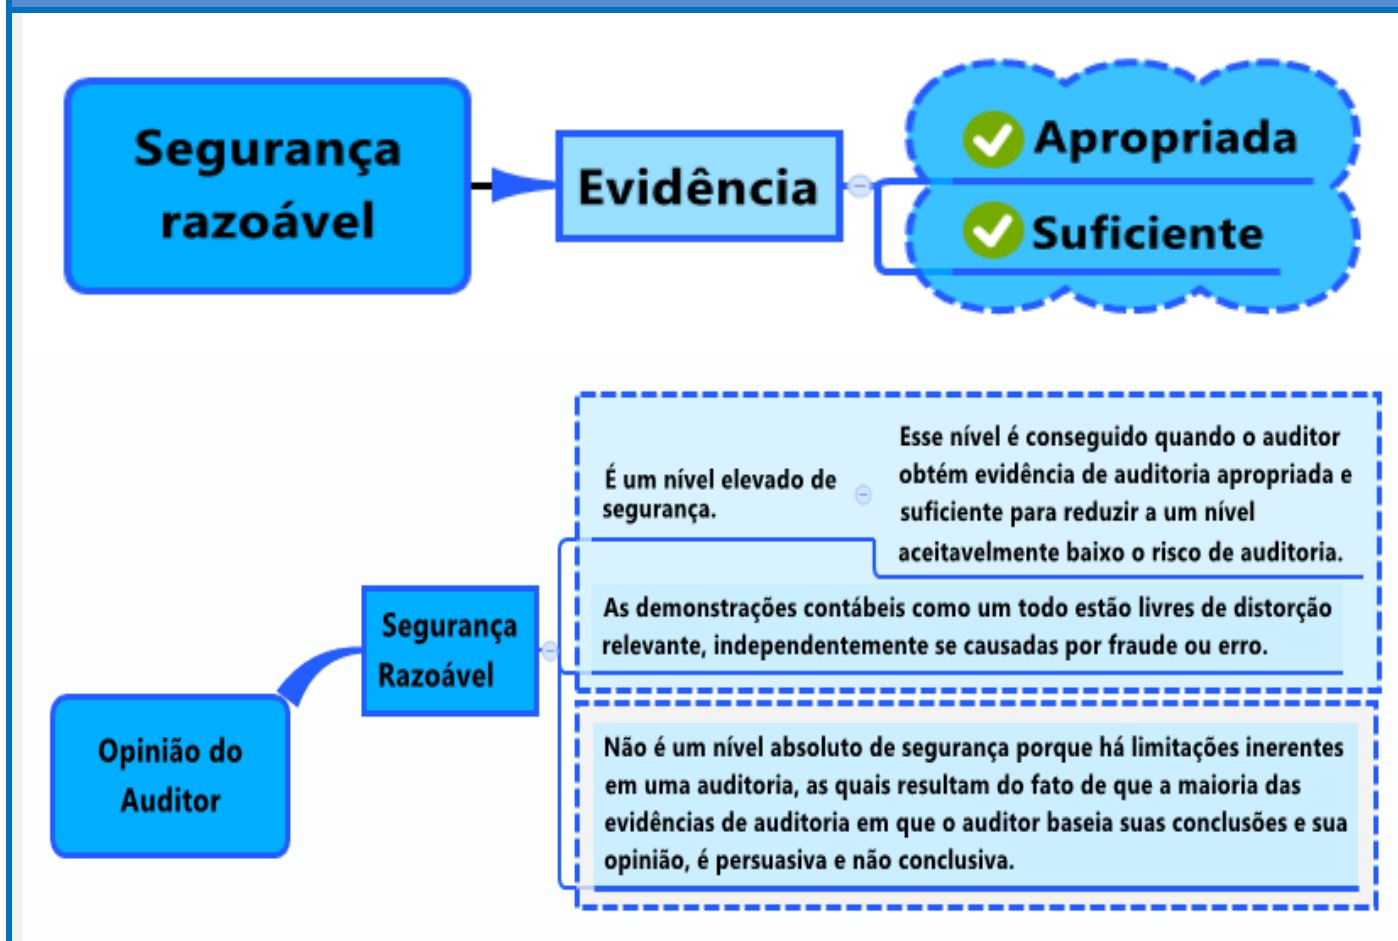 Segurança
razoável
Evidência
Apropriada
Suficiente
É um nível elevado de
segurança.
Esse nível é conseguido quando o auditor
obtém evidência de auditoria apropriada e
suficiente para reduzir a um nível
aceitavelmente baixo o risco de auditoria.
As demonstrações contábeis como um todo estão livres de distorção
relevante, independentemente se causadas por fraude ou erro.
Segurança
Razoável
Opinião do
Auditor
Não é um nível absoluto de segurança porque há limitações inerentes
em uma auditoria, as quais resultam do fato de que a maioria das
evidências de auditoria em que o auditor baseia suas conclusões e sua
opinião, é persuasiva e não conclusiva.